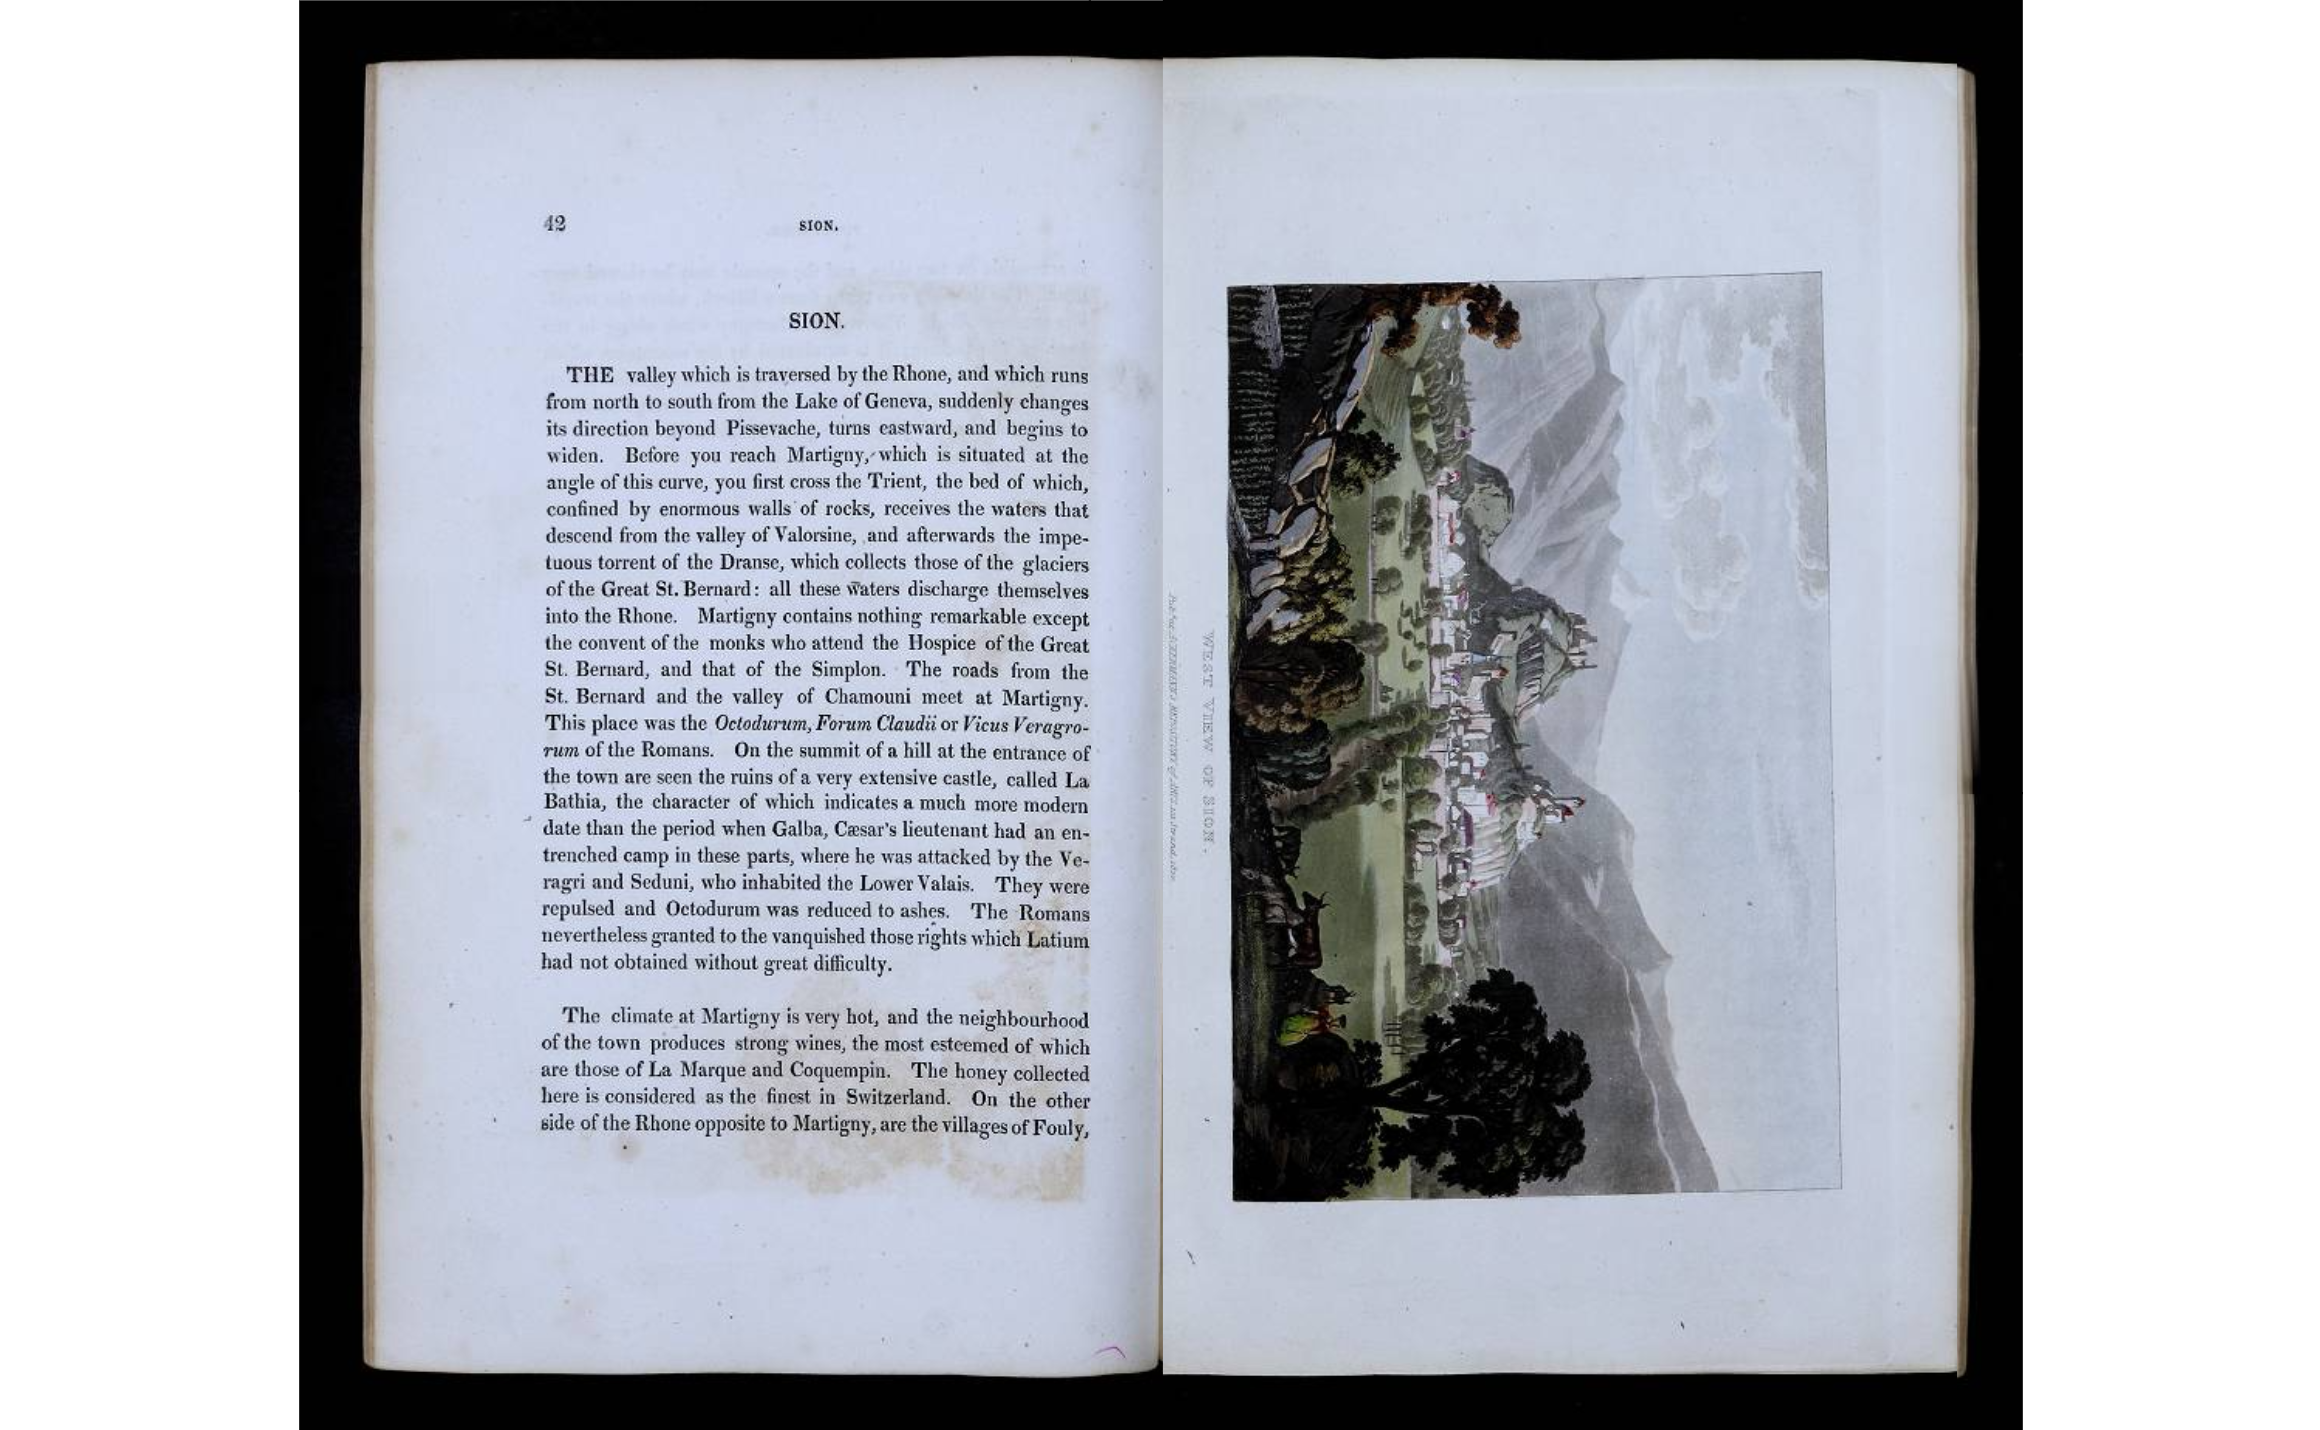 42 SION.
SION.
THE valley which is traversed by the Rhone, and which runs
from north to south from the Lake of Geneva, suddenly changes
its direction beyond Pissevache, turns eastward, and begins to
widen. Before you reach Martigny, which is situated at the
angle of this curve, you first cross the Trient, the bed of which,
confined by enormous walls of rocks, receives the waters that
descend from the valley of Valorsine, and afterwards the impe-
tuous torrent of the Dranse, which collects those of the glaciers
of the Great St. Bernard: all these waters discharge themselves
into the Rhone. Martigny contains nothing remarkable except
the convent of the monks who attend the Hospice of the Great
St. Bernard, and that of the Simplon. The roads from the
St. Bernard and the valley of Chamouni meet at Martigny.
This place was the Octodurum, Forum Claudii or Vicus Veragro-
rum of the Romans. On the summit of a hill at the entrance of
the town are seen the ruins of a very extensive castle, called La
Bathia, the character of which indicates a much more modern
date than the period when Galba, Cæsar's lieutenant had an en-
trenched camp in these parts, where he was attacked by the Ve-
ragri and Seduni, who inhabited the Lower Valais. They were
repulsed and Octodurum was reduced to ashes. The Romans
nevertheless granted to the vanquished those rights which Latium
had not obtained without great difficulty.
The climate at Martigny is very hot, and the neighbourhood
of the town produces strong wines, the most esteemed of which
are those of La Marque and Coquempin. The honey collected
here is considered as the finest in Switzerland. On the other
side of the Rhone opposite to Martigny, are the villages of Fouly,
WEST VIEW OF SION.
ACKERMANN'S REPOSITORY of ARTS Strand